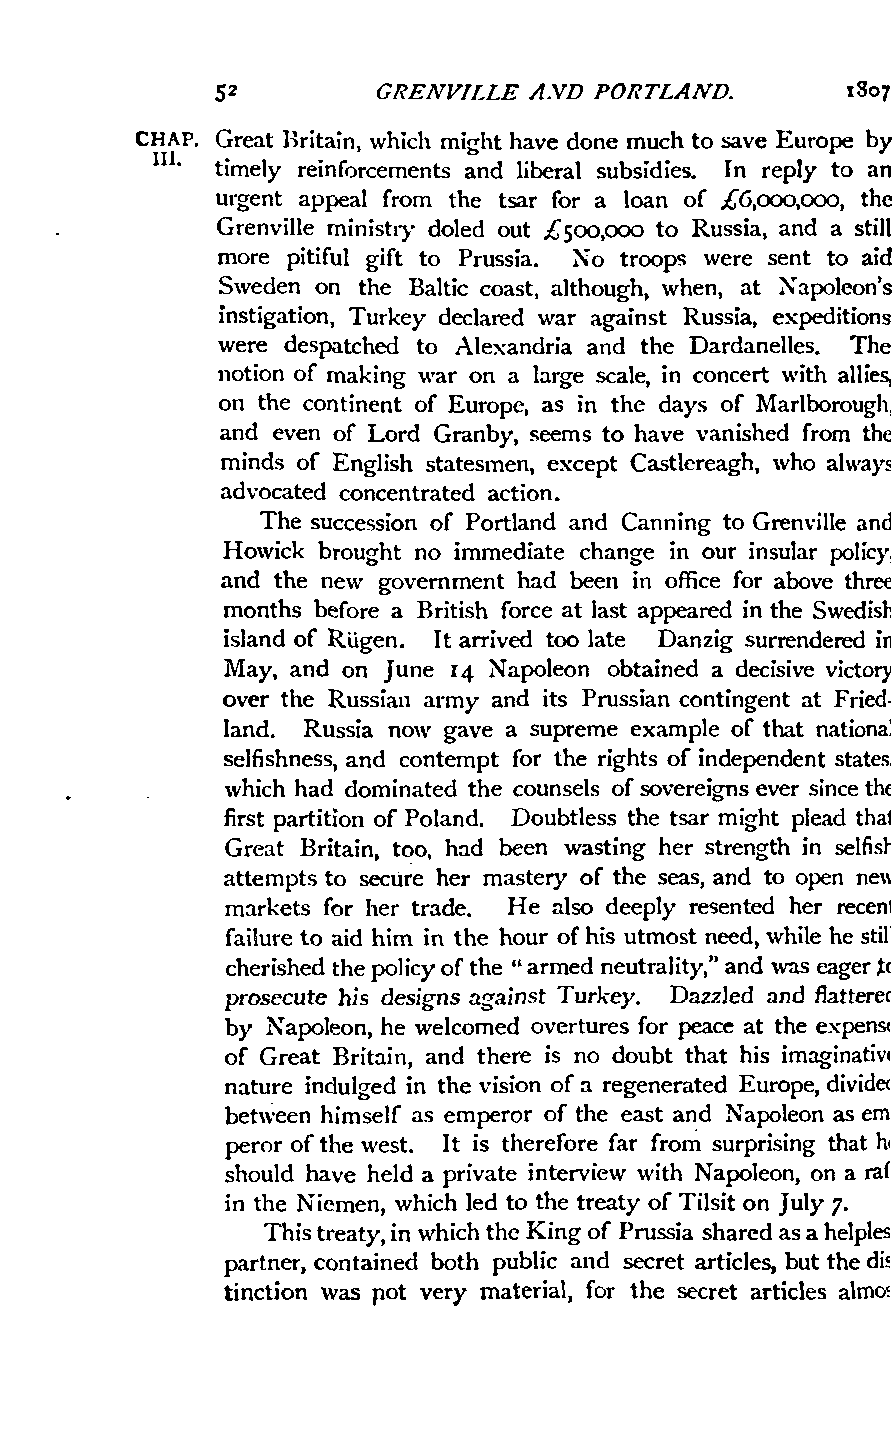 52 GRENVILLE AND PORTLAND. 1807
CHAP. III.
Great Britain, which might have done much to save Europe by
timely reinforcements and liberal subsidies. In reply to an
urgent appeal from the tsar for a loan of £6,000,000, the
Grenville ministry doled out £500,000 to Russia, and a still
more pitiful gift to Prussia. No troops were sent to aid
Sweden on the Baltic coast, although, when, at Napoleon's
instigation, Turkey declared war against Russia, expeditions
were despatched to Alexandria and the Dardanelles. The
notion of making war on a large scale, in concert with allies,
on the continent of Europe, as in the days of Marlborough,
and even of Lord Granby, seems to have vanished from the
minds of English statesmen, except Castlereagh, who always
advocated concentrated action.
The succession of Portland and Canning to Grenville and
Howick brought no immediate change in our insular policy,
and the new government had been in office for above three
months before a British force at last appeared in the Swedish
island of Rügen. It arrived too late Danzig surrendered in
May, and on June 14 Napoleon obtained a decisive victory
over the Russian army and its Prussian contingent at Fried-
land. Russia now gave a supreme example of that national
selfishness, and contempt for the rights of independent states,
which had dominated the counsels of sovereigns ever since the
first partition of Poland. Doubtless the tsar might plead that
Great Britain, too, had been wasting her strength in selfish
attempts to secure her mastery of the seas, and to open new
markets for her trade. He also deeply resented her recent
failure to aid him in the hour of his utmost need, while he stil
cherished the policy of the "armed neutrality," and was eager to
prosecute his designs against Turkey. Dazzled and flattered
by Napoleon, he welcomed overtures for peace at the expens
of Great Britain, and there is no doubt that his imaginativ
nature indulged in the vision of a regenerated Europe, divided
between himself as emperor of the east and Napoleon as em
peror of the west. It is therefore far from surprising that h
should have held a private interview with Napoleon, on a raf
in the Niemen, which led to the treaty of Tilsit on July 7.
This treaty, in which the King of Prussia shared as a helples
partner, contained both public and secret articles, but the dis
tinction was pot very material, for the secret articles almos